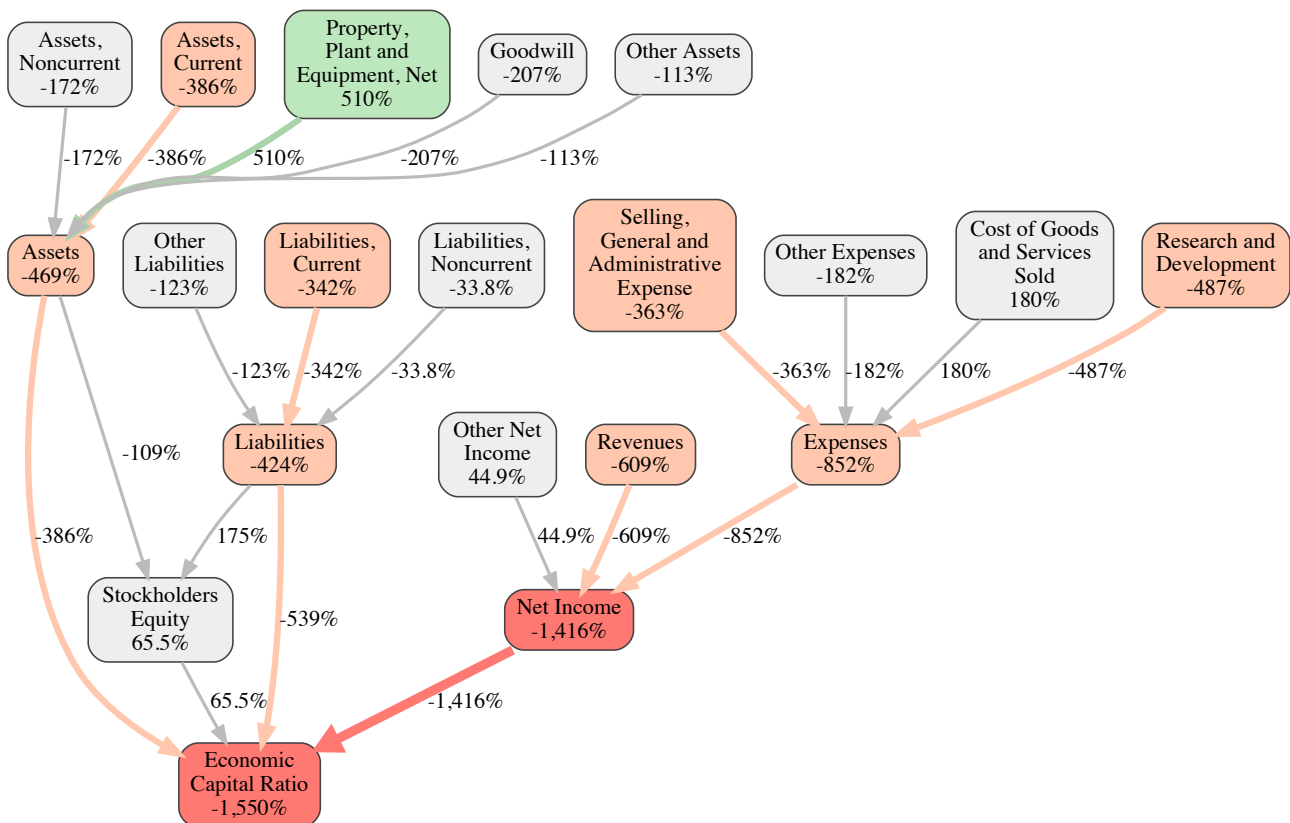 Assets,
Noncurrent
-172%
Assets,
Current
-386%
Property,
Plant and
Equipment, Net
510%
Goodwill
-207%
Other Assets
-113%
-172%
-386%
510%
-207%
-113%
Assets
-469%
Other
Liabilities
-123%
Liabilities,
Current
-342%
Liabilities,
Noncurrent
-33.8%
Selling,
General and
Administrative
Expense
-363%
Other Expenses
-182%
Cost of Goods
and Services
Sold
180%
Research and
Development
-487%
-123%
-342%
-33.8%
-363%
-182%
180%
-487%
-109%
Liabilities
-424%
Other Net
Income
44.9%
Revenues
-609%
Expenses
-852%
-386%
175%
44.9%
-609%
-852%
Stockholders
Equity
65.5%
-539%
Net Income
-1,416%
65.5%
-1,416%
Economic
Capital Ratio
-1,550%